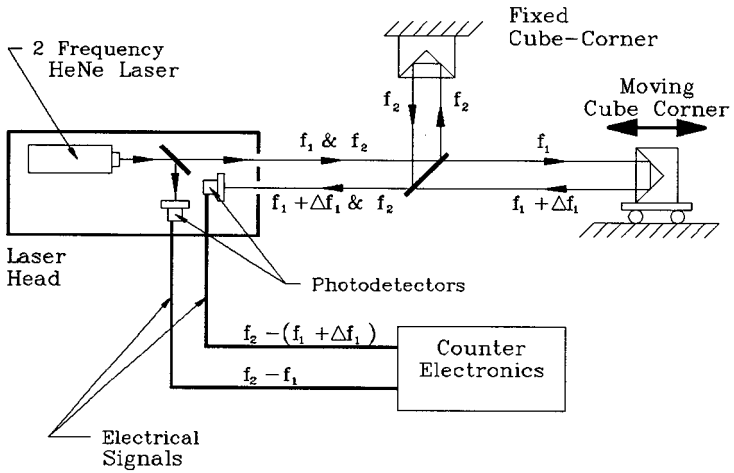 2 Frequency
HeNe Laser
Fixed
Cube-Corner
Moving
Cube Corner
f₂
f₂
f₁ & f₂
f₁
f₁ + Δf₁ & f₂
f₁ + Δf₁
Laser
Head
Photodetectors
f₂ − (f₁ + Δf₁)
f₂ − f₁
Counter
Electronics
Electrical
Signals